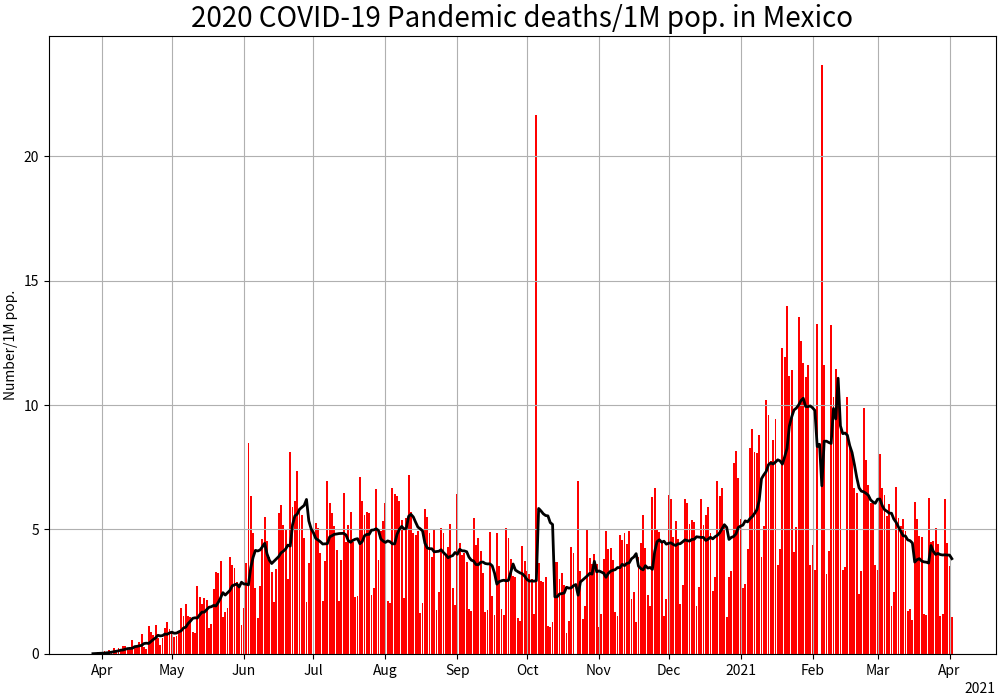 2020 COVID-19 Pandemic deaths/1M pop. in Mexico
Number/1M pop.
20
15
10
5
0
Apr May Jun Jul Aug Sep Oct Nov Dec 2021 Feb Mar Apr
2021